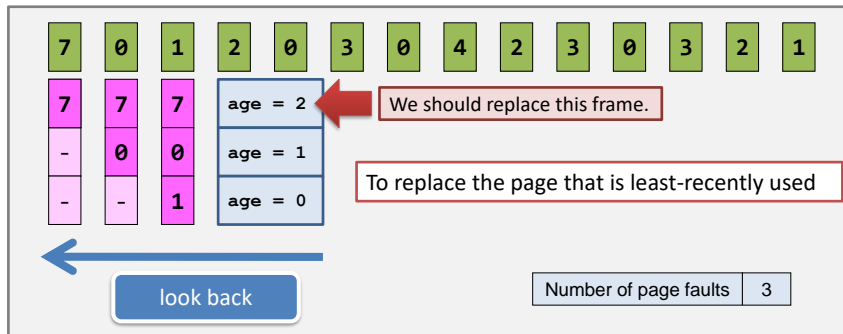 7 0 1 2 0 3 0 4 2 3 0 3 2 1
7 7 7 age = 2 We should replace this frame.
- 0 0 age = 1
To replace the page that is least-recently used
- - 1 age = 0
look back
Number of page faults 3